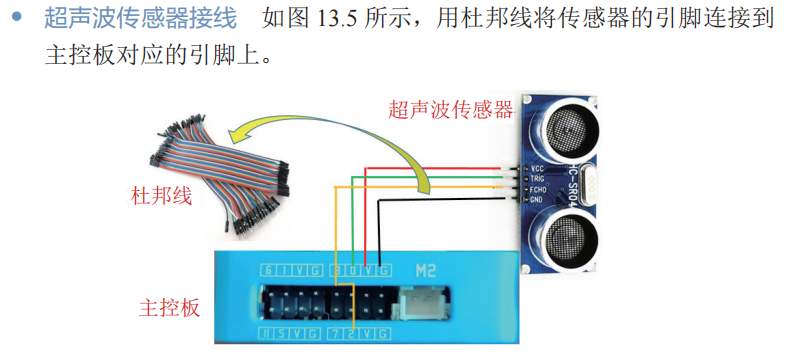 • 超声波传感器接线 如图 13.5 所示，用杜邦线将传感器的引脚连接到
主控板对应的引脚上。
超声波传感器
杜邦线
VCC
TRIG
ECHO
GND
HC-SR04
主控板
6 1 V G 3 0 V G M2
11 5 V G 7 2 V G